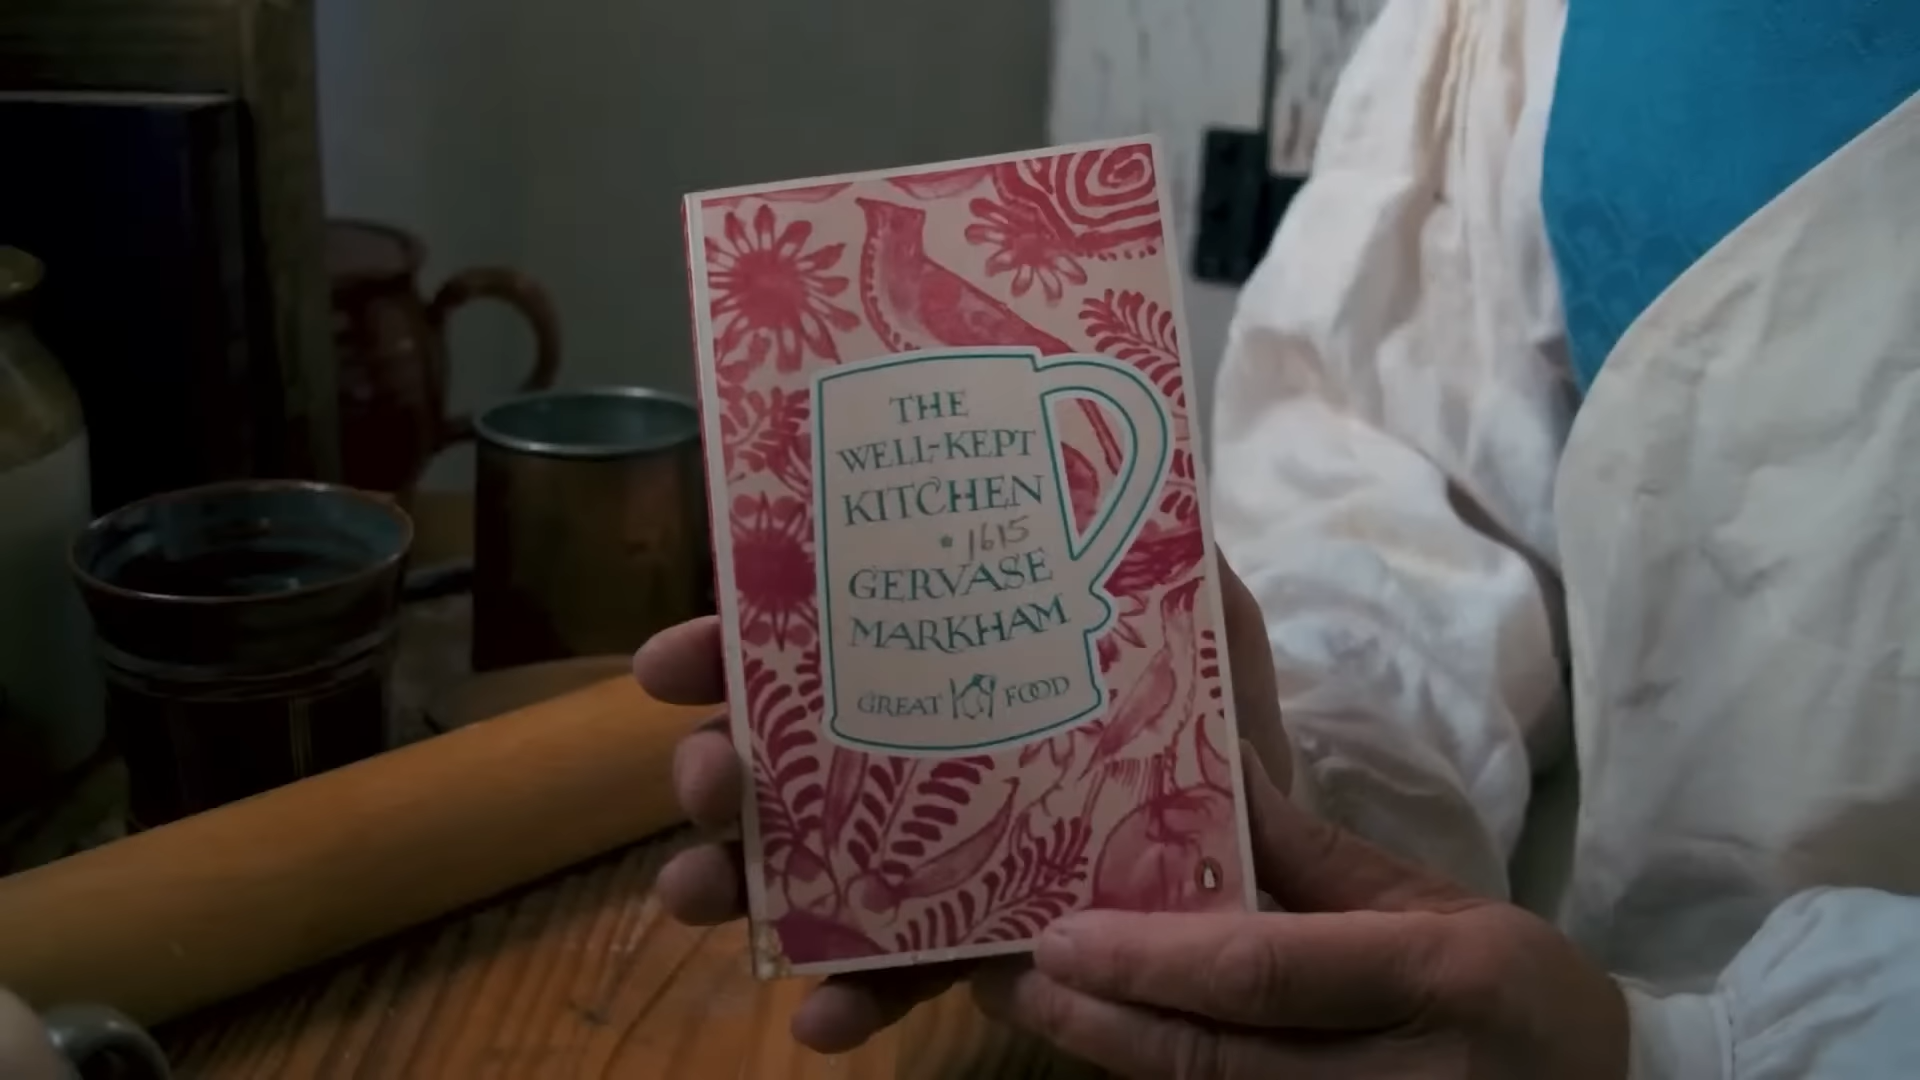 THE
WELL-KEPT
KITCHEN
1615
GERVASE
MARKHAM
GREAT FOOD